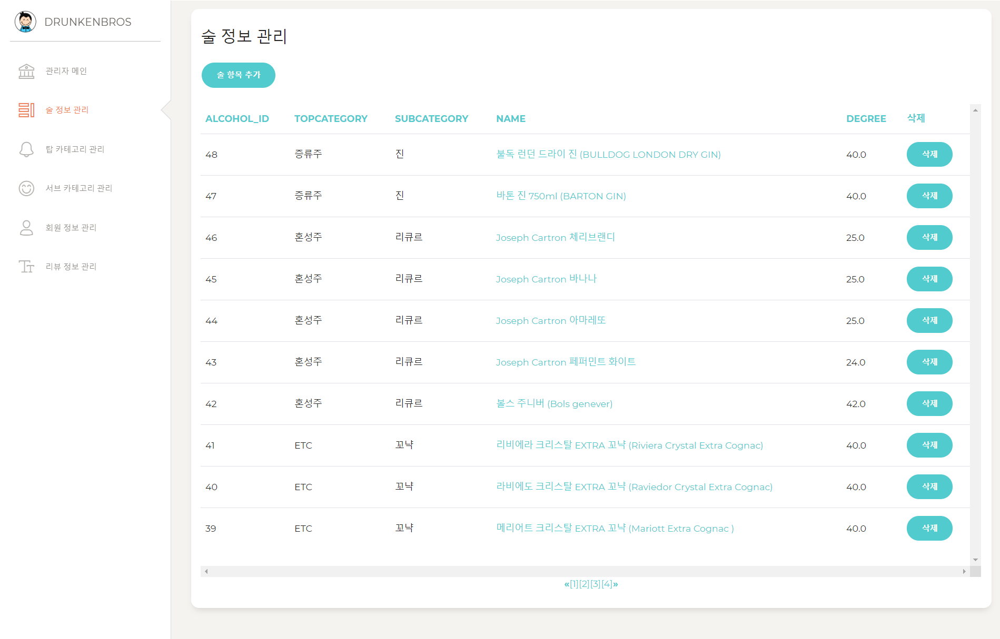 DRUNKENBROS
관리자 메인
술 정보 관리
탑 카테고리 관리
서브 카테고리 관리
회원 정보 관리
리뷰 정보 관리
술 정보 관리
술 항목 추가
ALCOHOL_ID TOPCATEGORY SUBCATEGORY NAME DEGREE 삭제
48 증류주 진 불독 런던 드라이 진 (BULLDOG LONDON DRY GIN) 40.0 삭제
47 증류주 진 바톤 진 750ml (BARTON GIN) 40.0 삭제
46 혼성주 리큐르 Joseph Cartron 체리브랜디 25.0 삭제
45 혼성주 리큐르 Joseph Cartron 바나나 25.0 삭제
44 혼성주 리큐르 Joseph Cartron 아마레또 25.0 삭제
43 혼성주 리큐르 Joseph Cartron 페퍼민트 화이트 24.0 삭제
42 혼성주 리큐르 볼스 주니버 (Bols genever) 42.0 삭제
41 ETC 꼬냑 리비에라 크리스탈 EXTRA 꼬냑 (Riviera Crystal Extra Cognac) 40.0 삭제
40 ETC 꼬냑 라비에도 크리스탈 EXTRA 꼬냑 (Raviedor Crystal Extra Cognac) 40.0 삭제
39 ETC 꼬냑 메리어트 크리스탈 EXTRA 꼬냑 (Mariott Extra Cognac ) 40.0 삭제
«[1][2][3][4]»